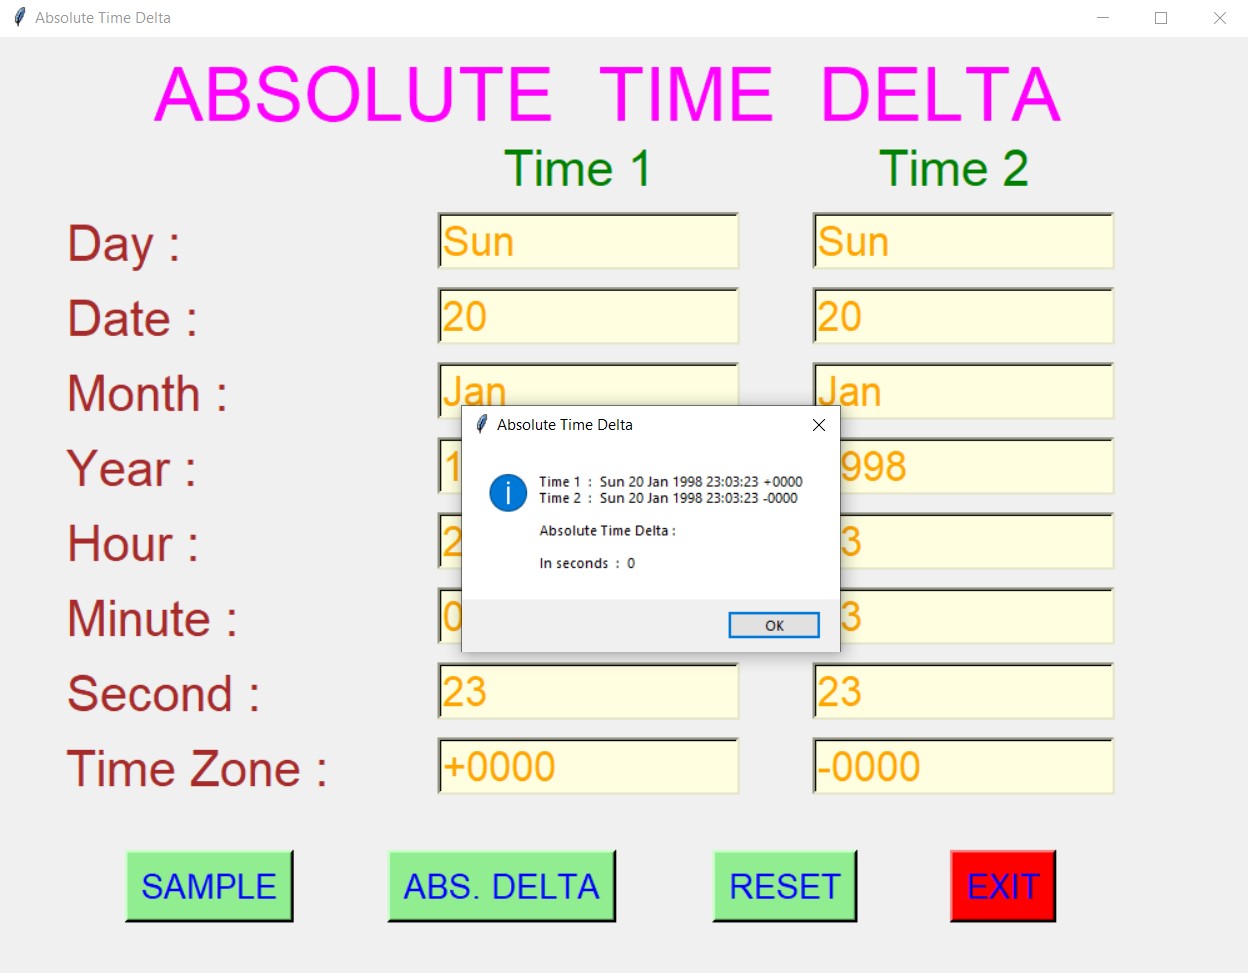 Absolute Time Delta
ABSOLUTE TIME DELTA
Time 1 Time 2
Day : Sun Sun
Date : 20 20
Month : Jan Jan
Absolute Time Delta
Year : 1 998
Time 1 : Sun 20 Jan 1998 23:03:23 +0000
Time 2 : Sun 20 Jan 1998 23:03:23 -0000
Absolute Time Delta :
Hour : 2 3
In seconds : 0
Minute : 0 3
OK
Second : 23 23
Time Zone : +0000 -0000
SAMPLE ABS. DELTA RESET EXIT